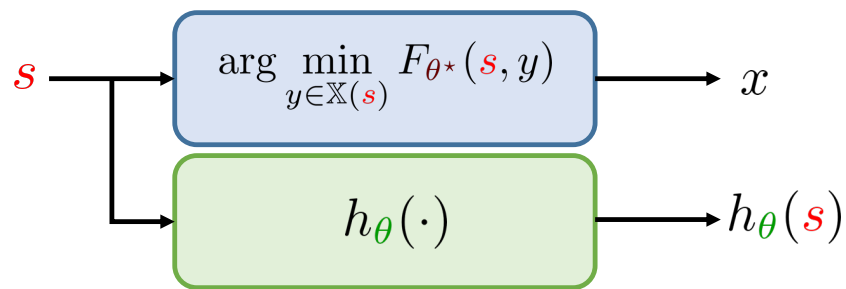 s
arg min F_θ⋆(s, y)
y∈𝕏(s)
x
h_θ(·)
h_θ(s)